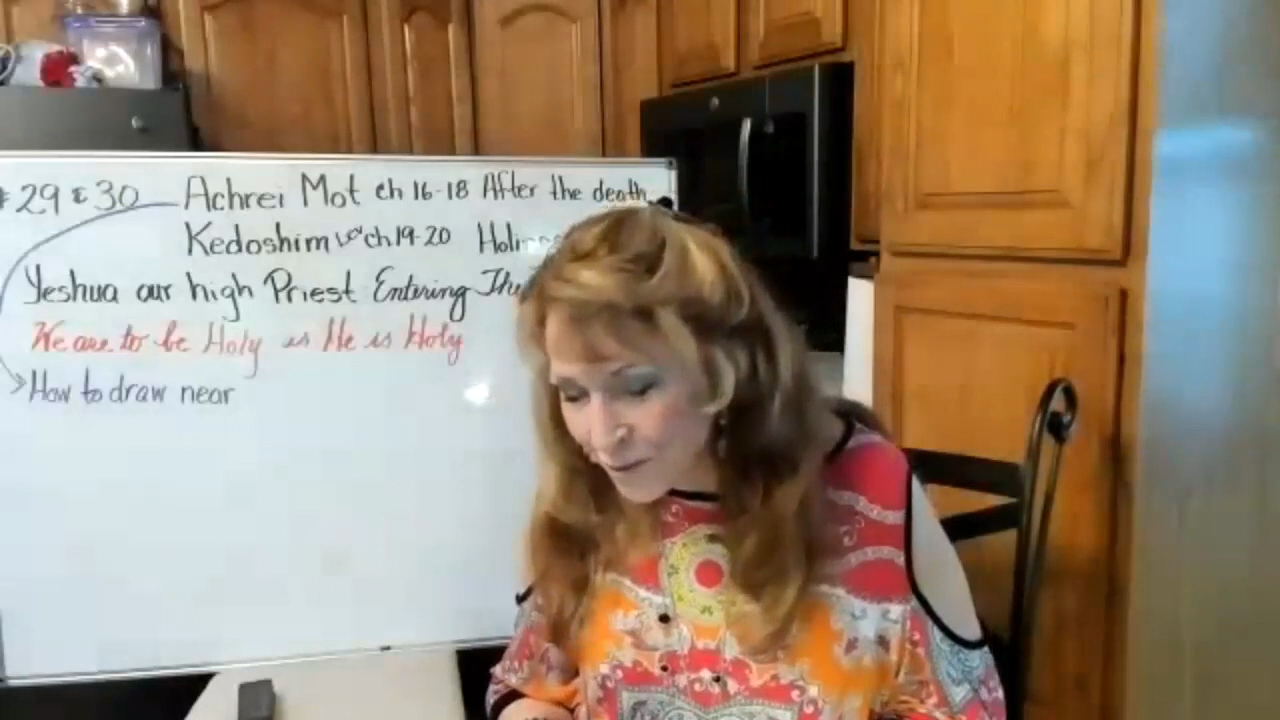 #29 & 30 Achrei Mot ch 16-18 After the death
Kedoshim ch 19-20
Yeshua our high Priest Entering The
We are to be Holy as He is Holy
How to draw near